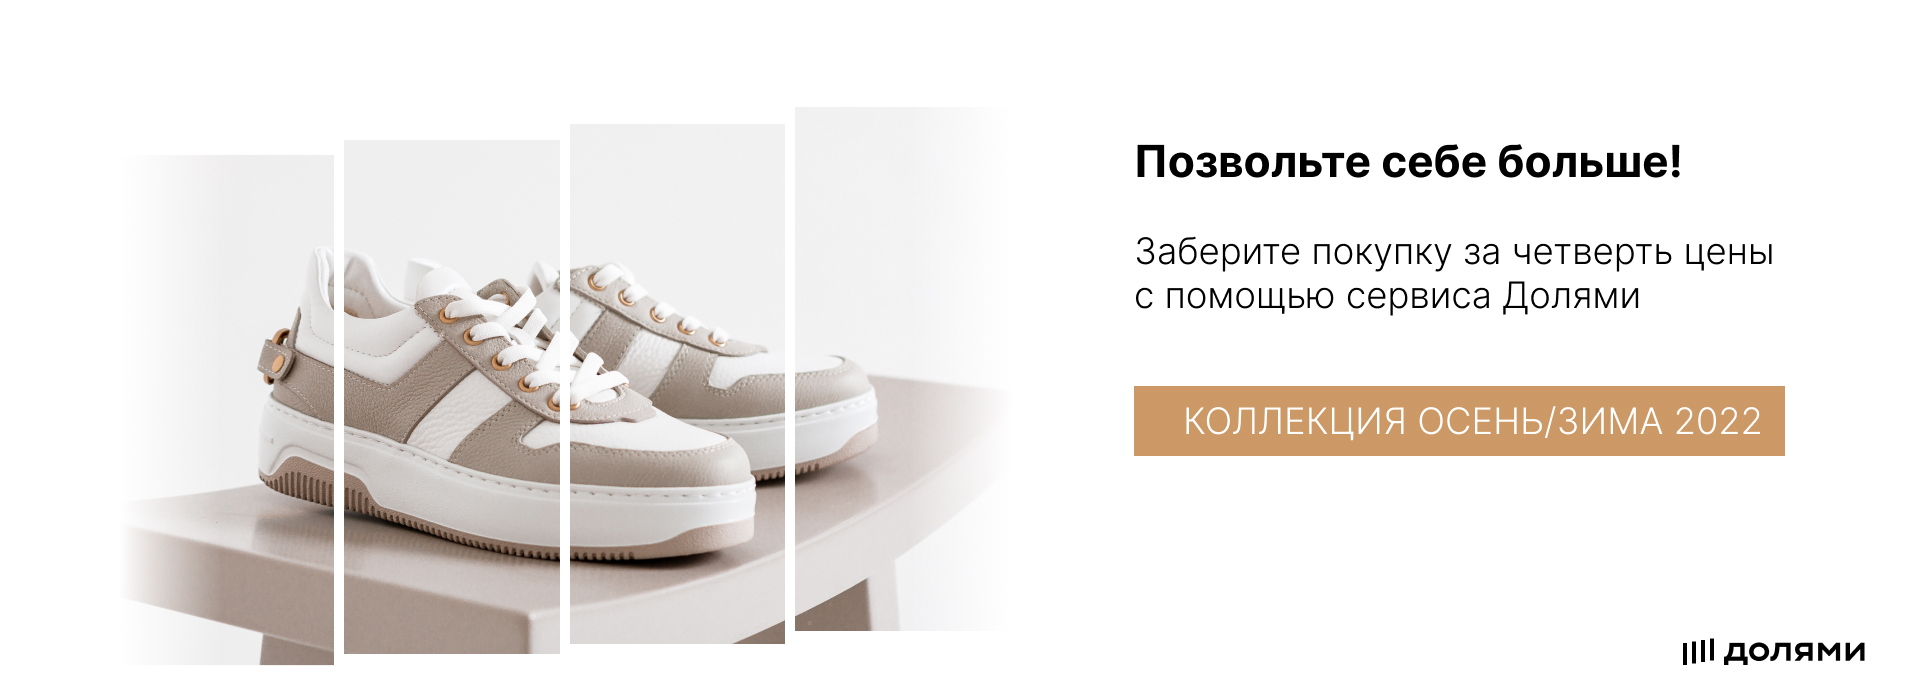 Позвольте себе больше!
Заберите покупку за четверть цены
с помощью сервиса Долями
КОЛЛЕКЦИЯ ОСЕНЬ/ЗИМА 2022
долями